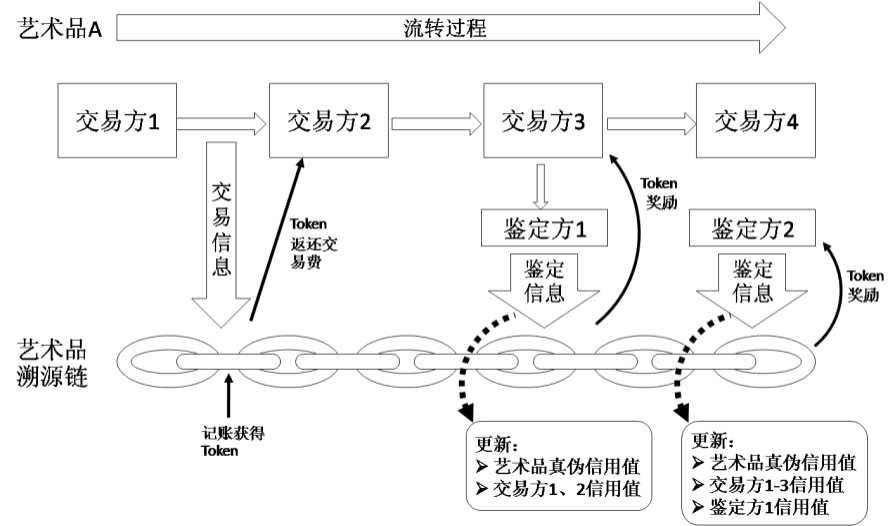 艺术品A
流转过程
交易方1
交易方2
交易方3
交易方4
交易信息
Token
返还交
易费
鉴定方1
鉴定
信息
Token
奖励
鉴定方2
鉴定
信息
Token
奖励
艺术品
溯源链
记账获得
Token
更新：
➢ 艺术品真伪信用值
➢ 交易方1、2信用值
更新：
➢ 艺术品真伪信用值
➢ 交易方1-3信用值
➢ 鉴定方1信用值